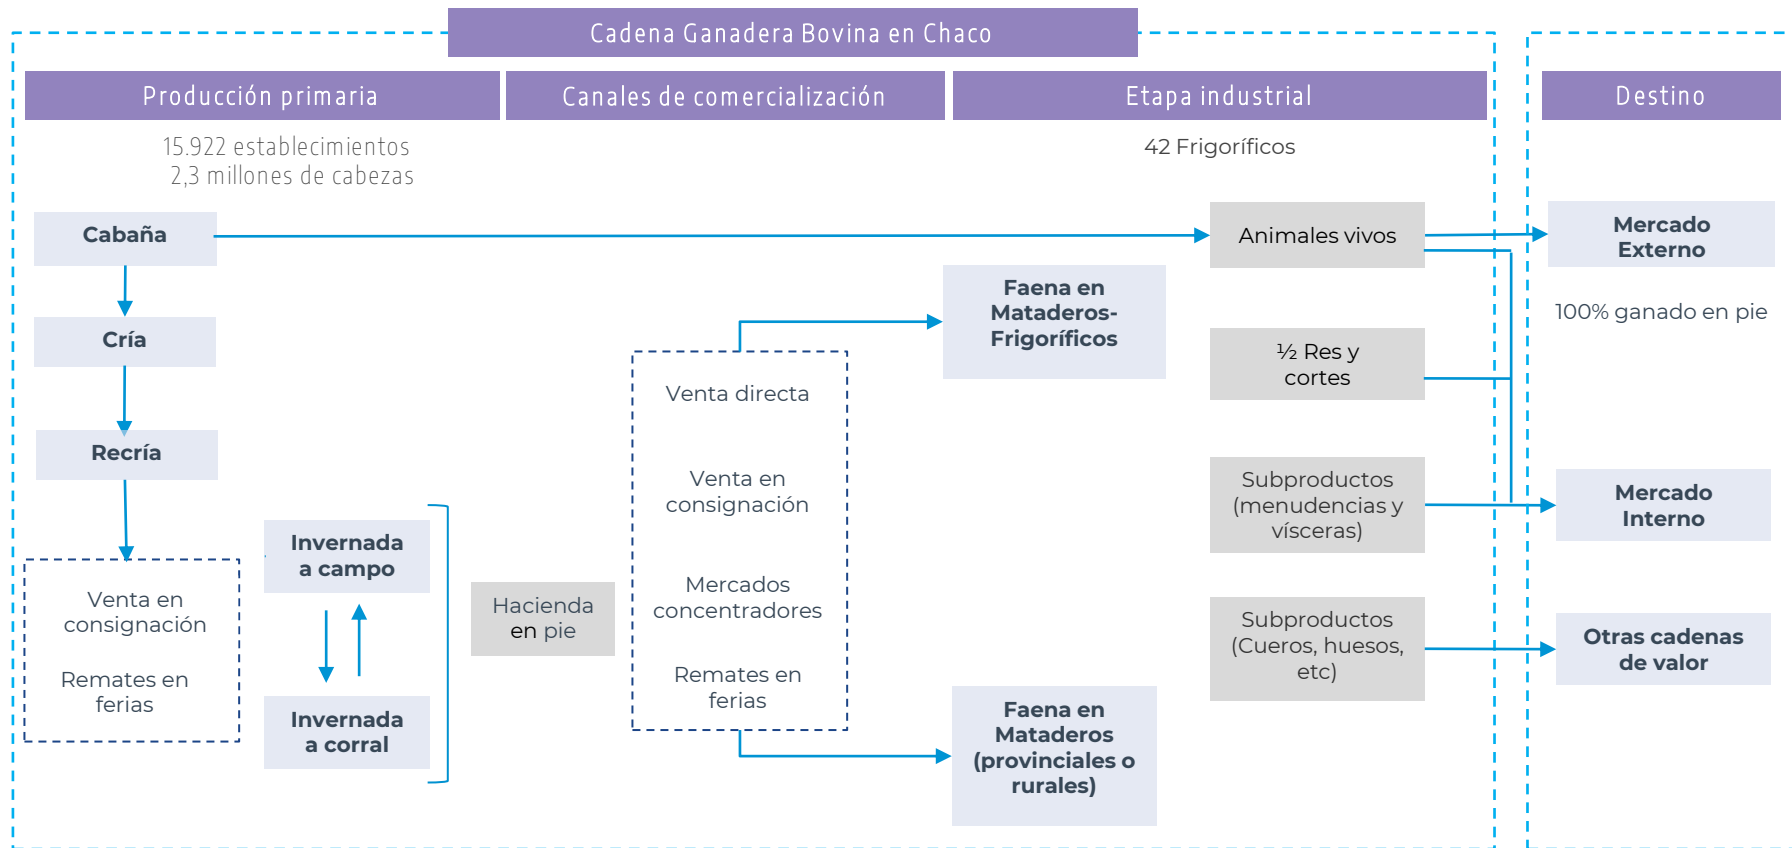 Cadena Ganadera Bovina en Chaco
Producción primaria
Canales de comercialización
Etapa industrial
Destino
15.922 establecimientos
2,3 millones de cabezas
42 Frigoríficos
Cabaña
Cría
Recría
Venta en
consignación
Remates en
ferias
Invernada
a campo
Invernada
a corral
Hacienda
en pie
Venta directa
Venta en
consignación
Mercados
concentradores
Remates en
ferias
Faena en
Mataderos-
Frigoríficos
Faena en
Mataderos
(provinciales o
rurales)
Animales vivos
½ Res y
cortes
Subproductos
(menudencias y
vísceras)
Subproductos
(Cueros, huesos,
etc)
Mercado
Externo
100% ganado en pie
Mercado
Interno
Otras cadenas
de valor